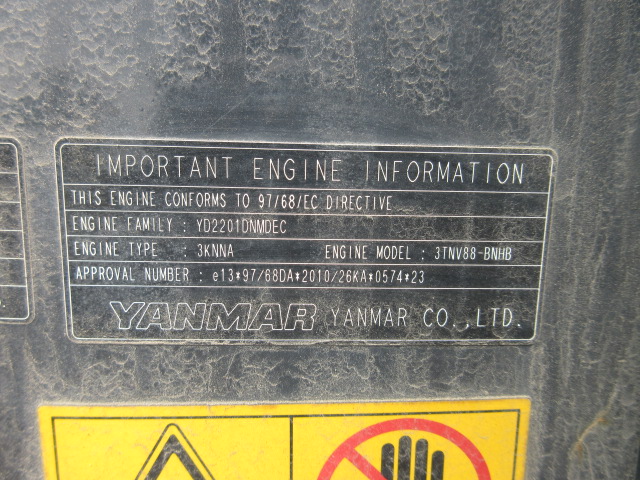 IMPORTANT ENGINE INFORMATION
THIS ENGINE CONFORMS TO 97/68/EC DIRECTIVE
ENGINE FAMILY : YD2201DNMDEC
ENGINE TYPE : 3KNNA ENGINE MODEL : 3TNV88-BNHB
APPROVAL NUMBER : e13*97/68DA*2010/26KA*0574*23
YANMAR YANMAR CO.,LTD.